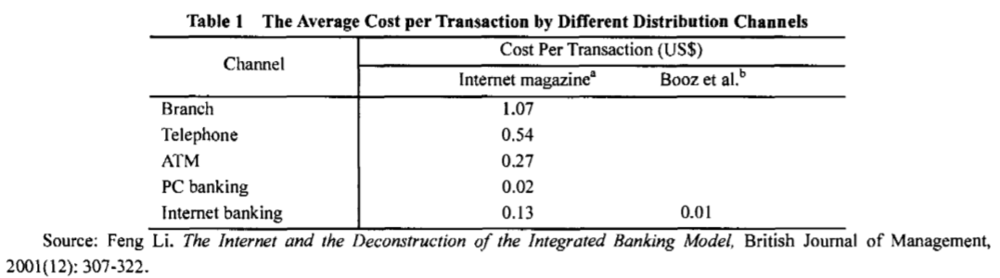 Table 1 The Average Cost per Transaction by Different Distribution Channels
Channel
Cost Per Transaction (US$)
Internet magazineᵃ Booz et al.ᵇ
Branch 1.07
Telephone 0.54
ATM 0.27
PC banking 0.02
Internet banking 0.13 0.01
Source: Feng Li. The Internet and the Deconstruction of the Integrated Banking Model, British Journal of Management,
2001(12): 307-322.